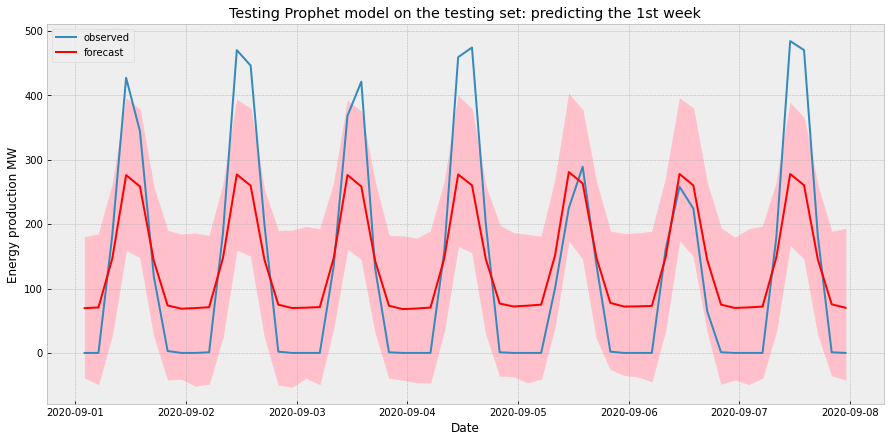 Testing Prophet model on the testing set: predicting the 1st week
observed
forecast
Energy production MW
500
400
300
200
100
0
2020-09-01 2020-09-02 2020-09-03 2020-09-04 2020-09-05 2020-09-06 2020-09-07 2020-09-08
Date